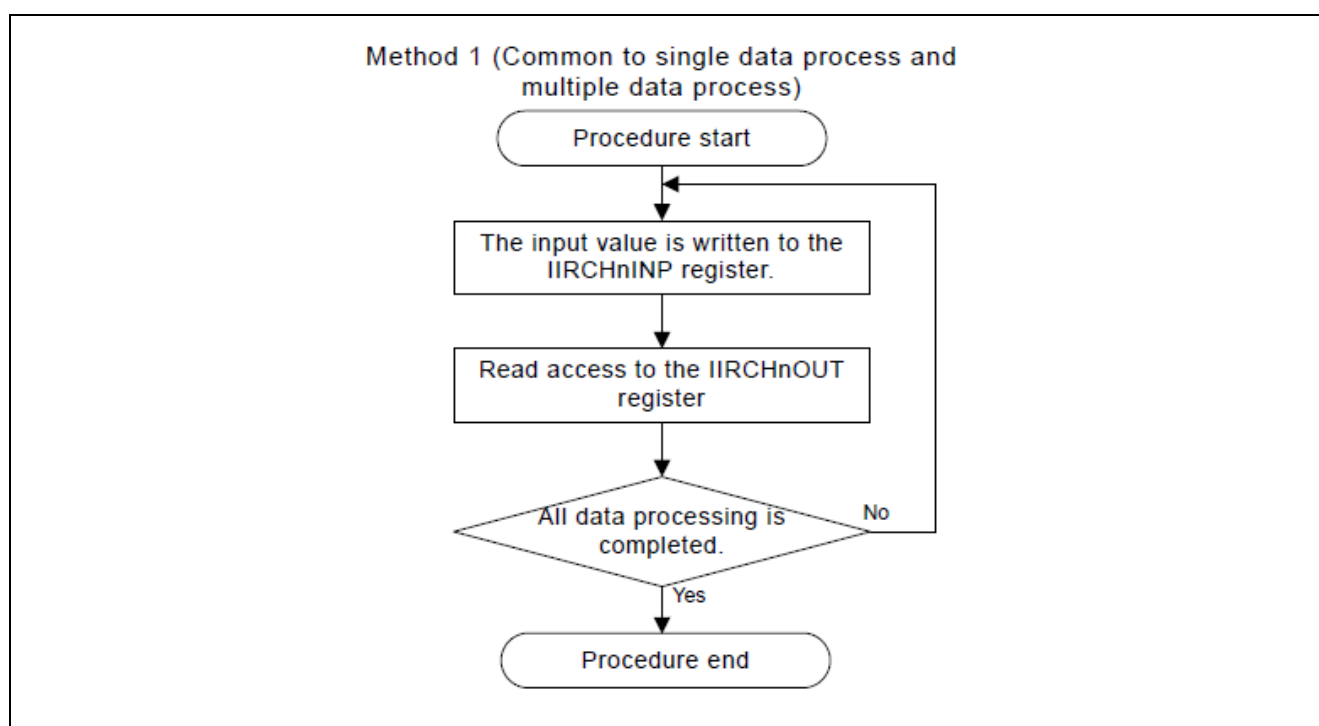 Method 1 (Common to single data process and
multiple data process)
Procedure start
The input value is written to the
IIRCHnINP register.
Read access to the IIRCHnOUT
register
All data processing is
completed.
No
Yes
Procedure end